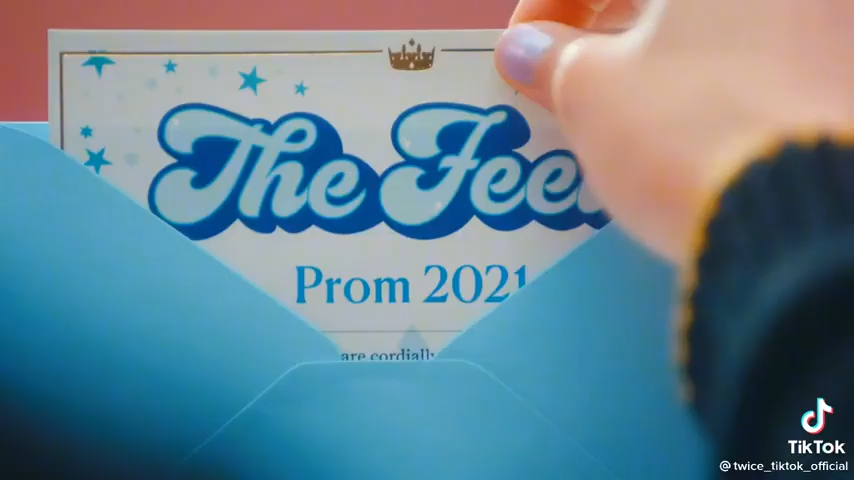 The Feel
Prom 2021
are cordially
TikTok
@twice_tiktok_official